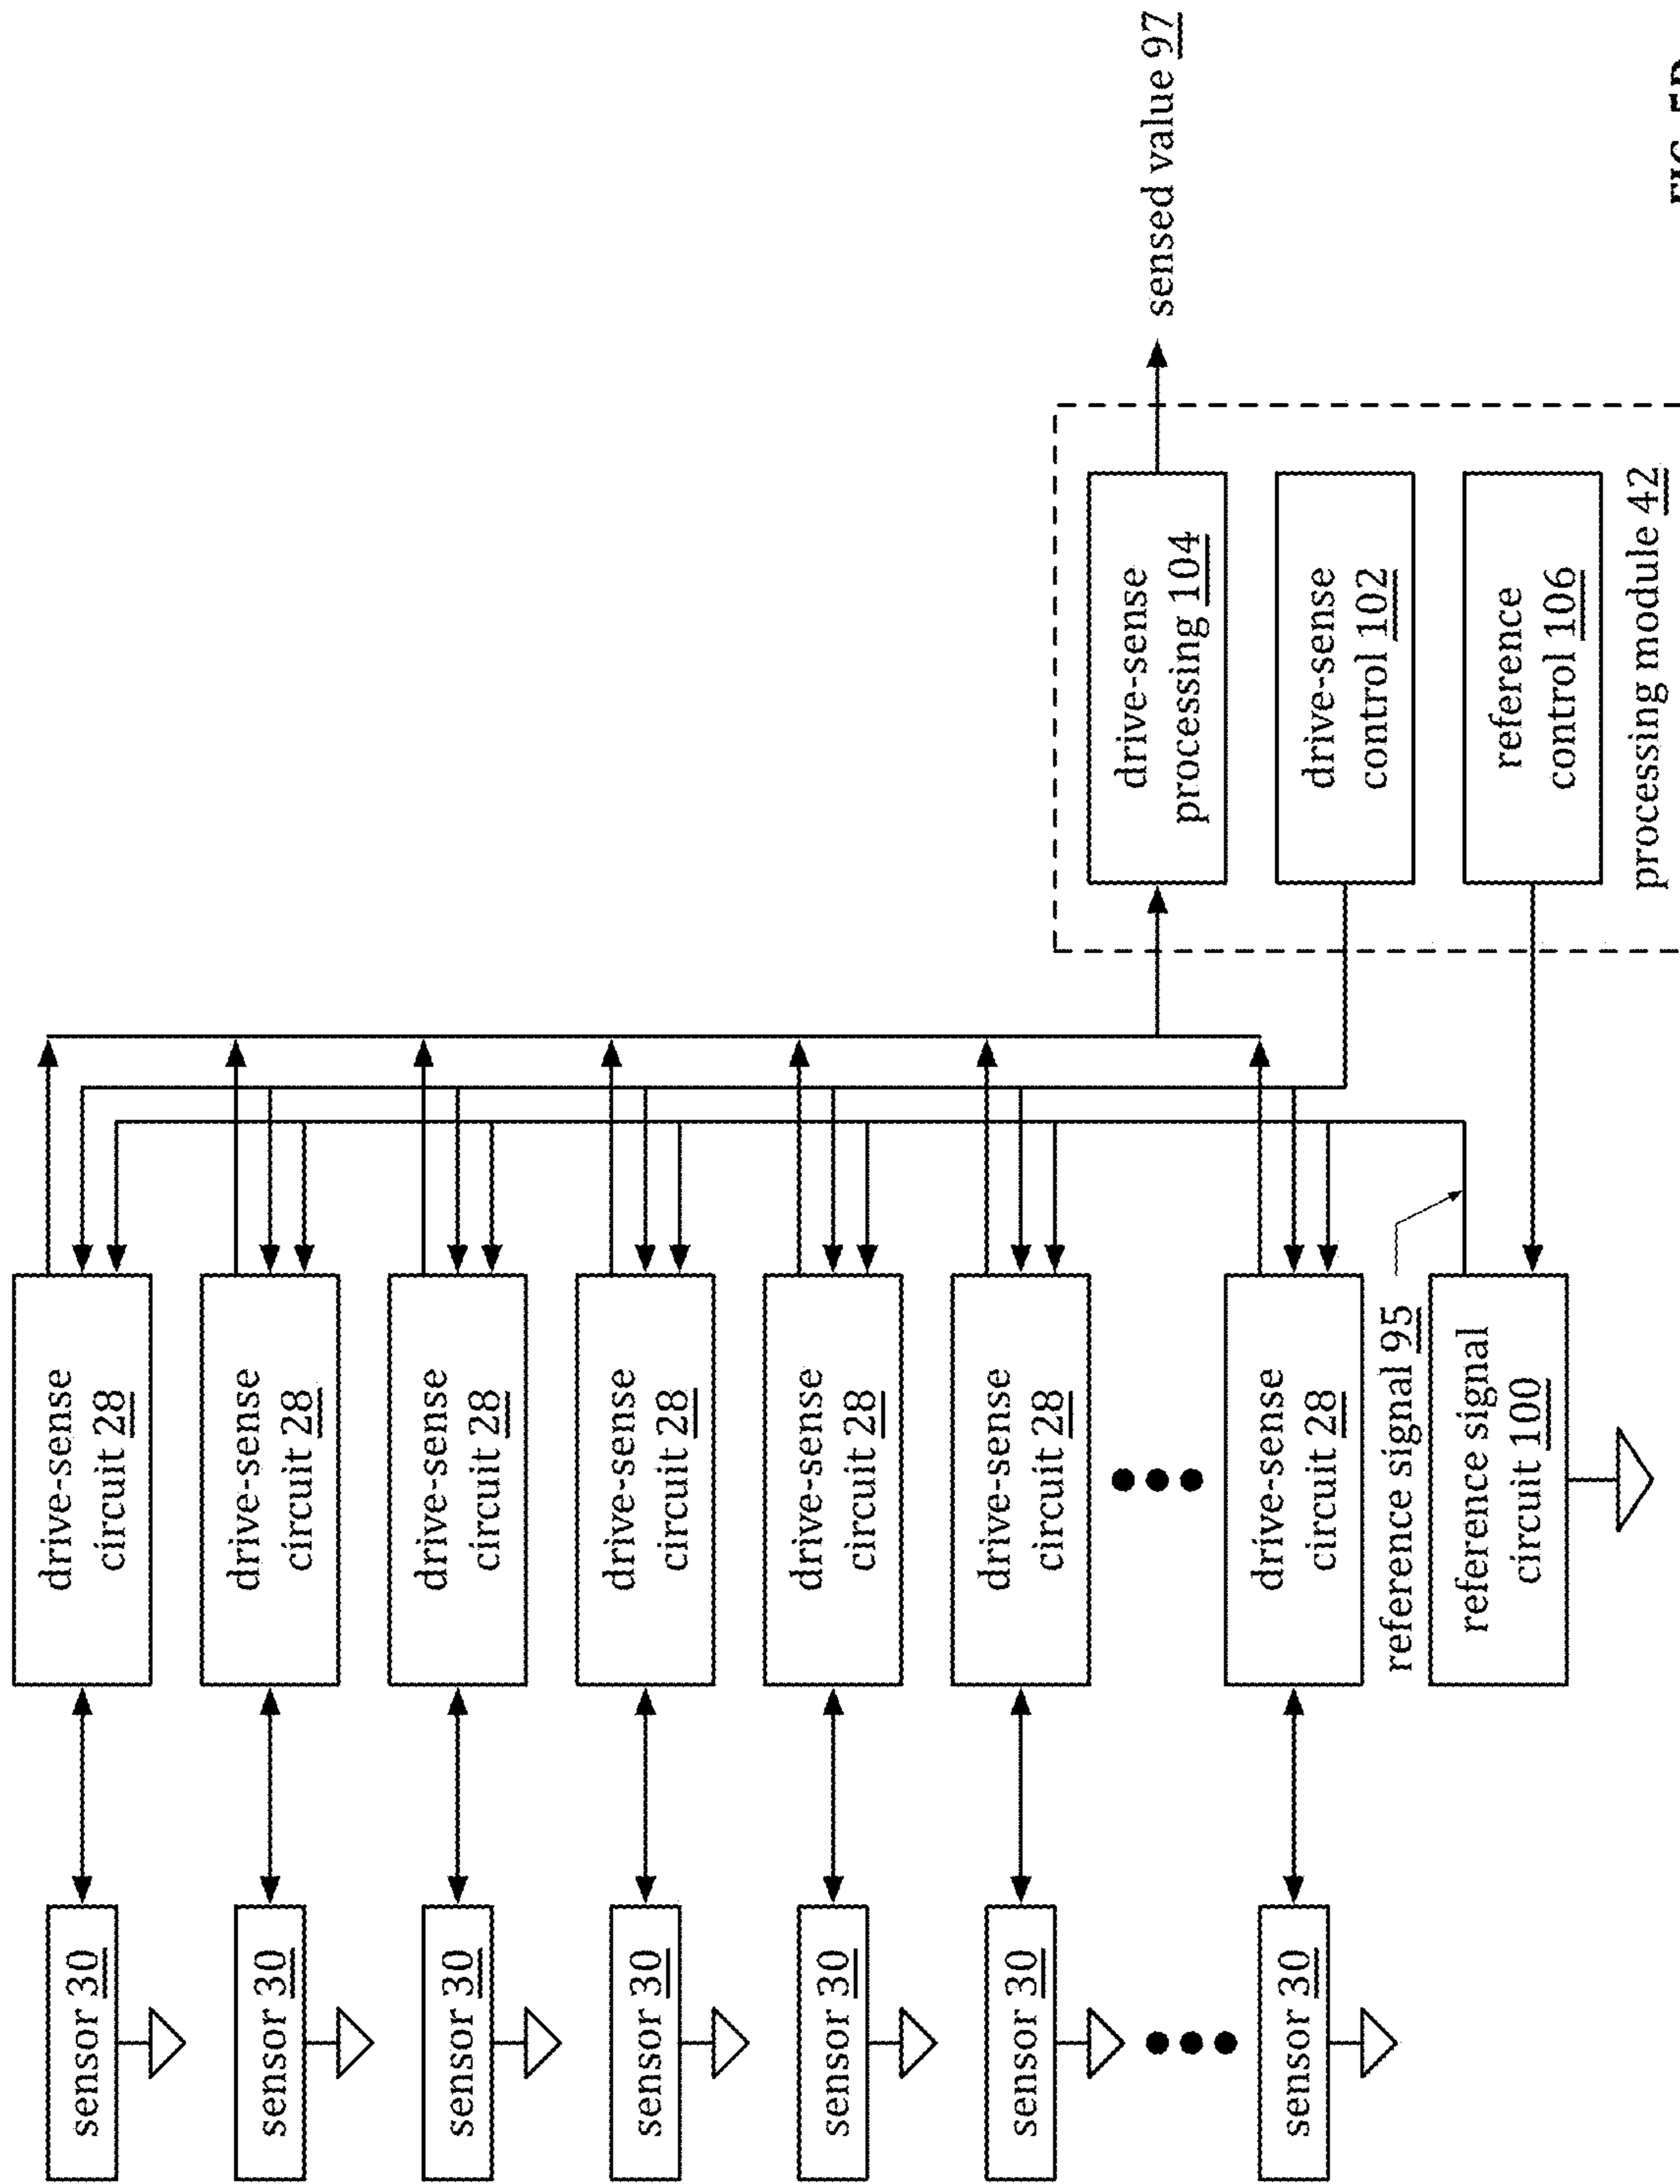 sensor 30
drive-sense
circuit 28
sensor 30
drive-sense
circuit 28
sensor 30
drive-sense
circuit 28
sensor 30
drive-sense
circuit 28
sensor 30
drive-sense
circuit 28
sensor 30
drive-sense
circuit 28
sensor 30
drive-sense
circuit 28
reference signal 95
reference signal
circuit 100
drive-sense
processing 104
drive-sense
control 102
reference
control 106
processing module 42
sensed value 97